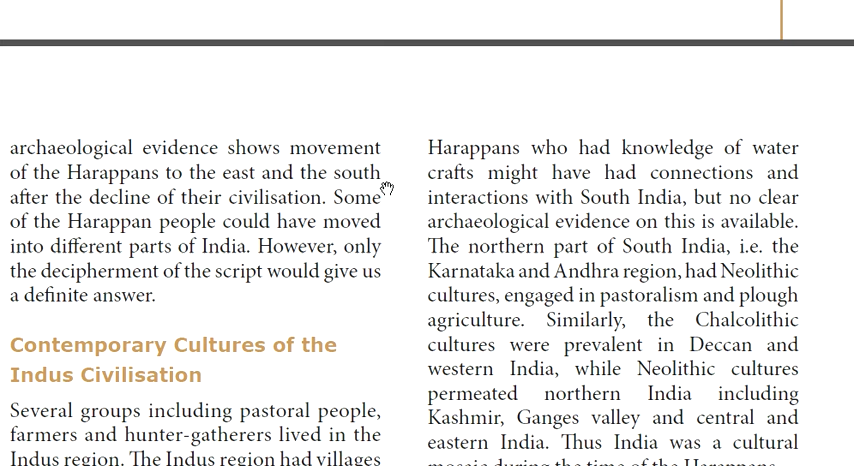 archaeological evidence shows movement
of the Harappans to the east and the south
after the decline of their civilisation. Some
of the Harappan people could have moved
into different parts of India. However, only
the decipherment of the script would give us
a definite answer.
Contemporary Cultures of the
Indus Civilisation
Several groups including pastoral people,
farmers and hunter-gatherers lived in the
Indus region. The Indus region had villages
Harappans who had knowledge of water
crafts might have had connections and
interactions with South India, but no clear
archaeological evidence on this is available.
The northern part of South India, i.e. the
Karnataka and Andhra region, had Neolithic
cultures, engaged in pastoralism and plough
agriculture. Similarly, the Chalcolithic
cultures were prevalent in Deccan and
western India, while Neolithic cultures
permeated northern India including
Kashmir, Ganges valley and central and
eastern India. Thus India was a cultural
mosaic during the time of the Harappans.